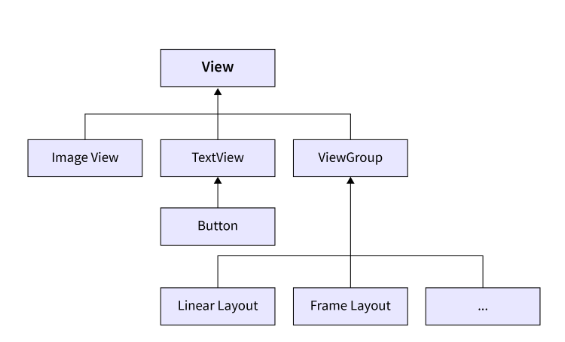 View
Image View
TextView
ViewGroup
Button
Linear Layout
Frame Layout
...